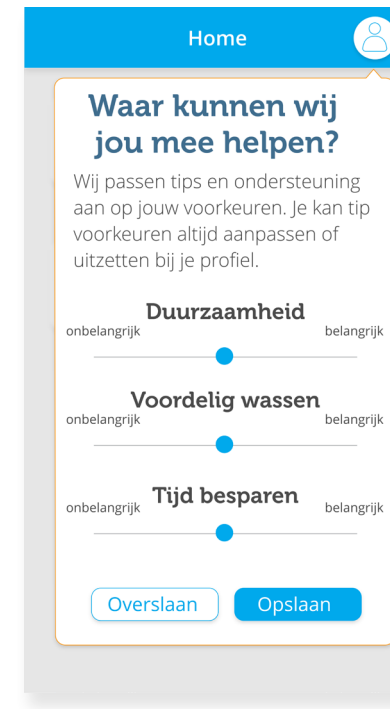 Home
Waar kunnen wij
jou mee helpen?
Wij passen tips en ondersteuning
aan op jouw voorkeuren. Je kan tip
voorkeuren altijd aanpassen of
uitzetten bij je profiel.
Duurzaamheid
onbelangrijk belangrijk
Voordelig wassen
onbelangrijk belangrijk
Tijd besparen
onbelangrijk belangrijk
Overslaan Opslaan